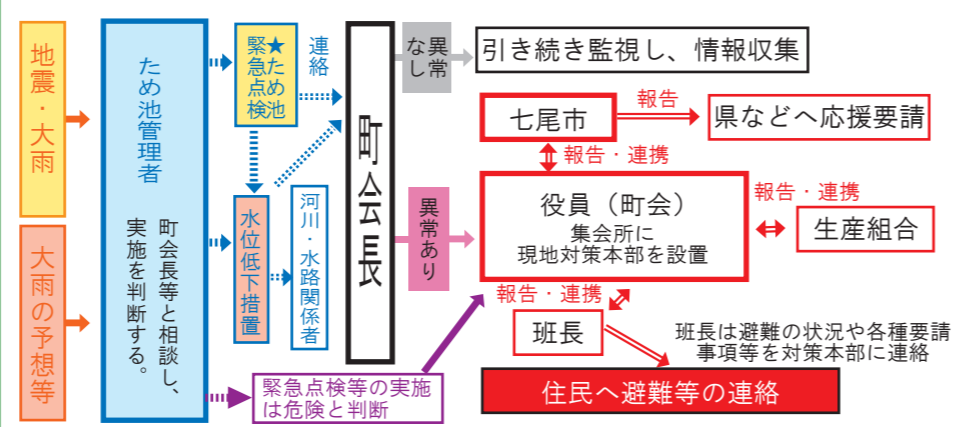 地震・大雨
大雨の予想等
ため池管理者
町会長等と相談し、
実施を判断する。
★ため池
緊急点検
連絡
水位低下措置
河川・水路関係者
緊急点検等の実施
は危険と判断
町会長
異常
なし
引き続き監視し、情報収集
異常あり
七尾市
報告
県などへ応援要請
報告・連携
役員（町会）
集会所に
現地対策本部を設置
報告・連携
生産組合
報告・連携
班長
班長は避難の状況や各種要請
事項等を対策本部に連絡
住民へ避難等の連絡